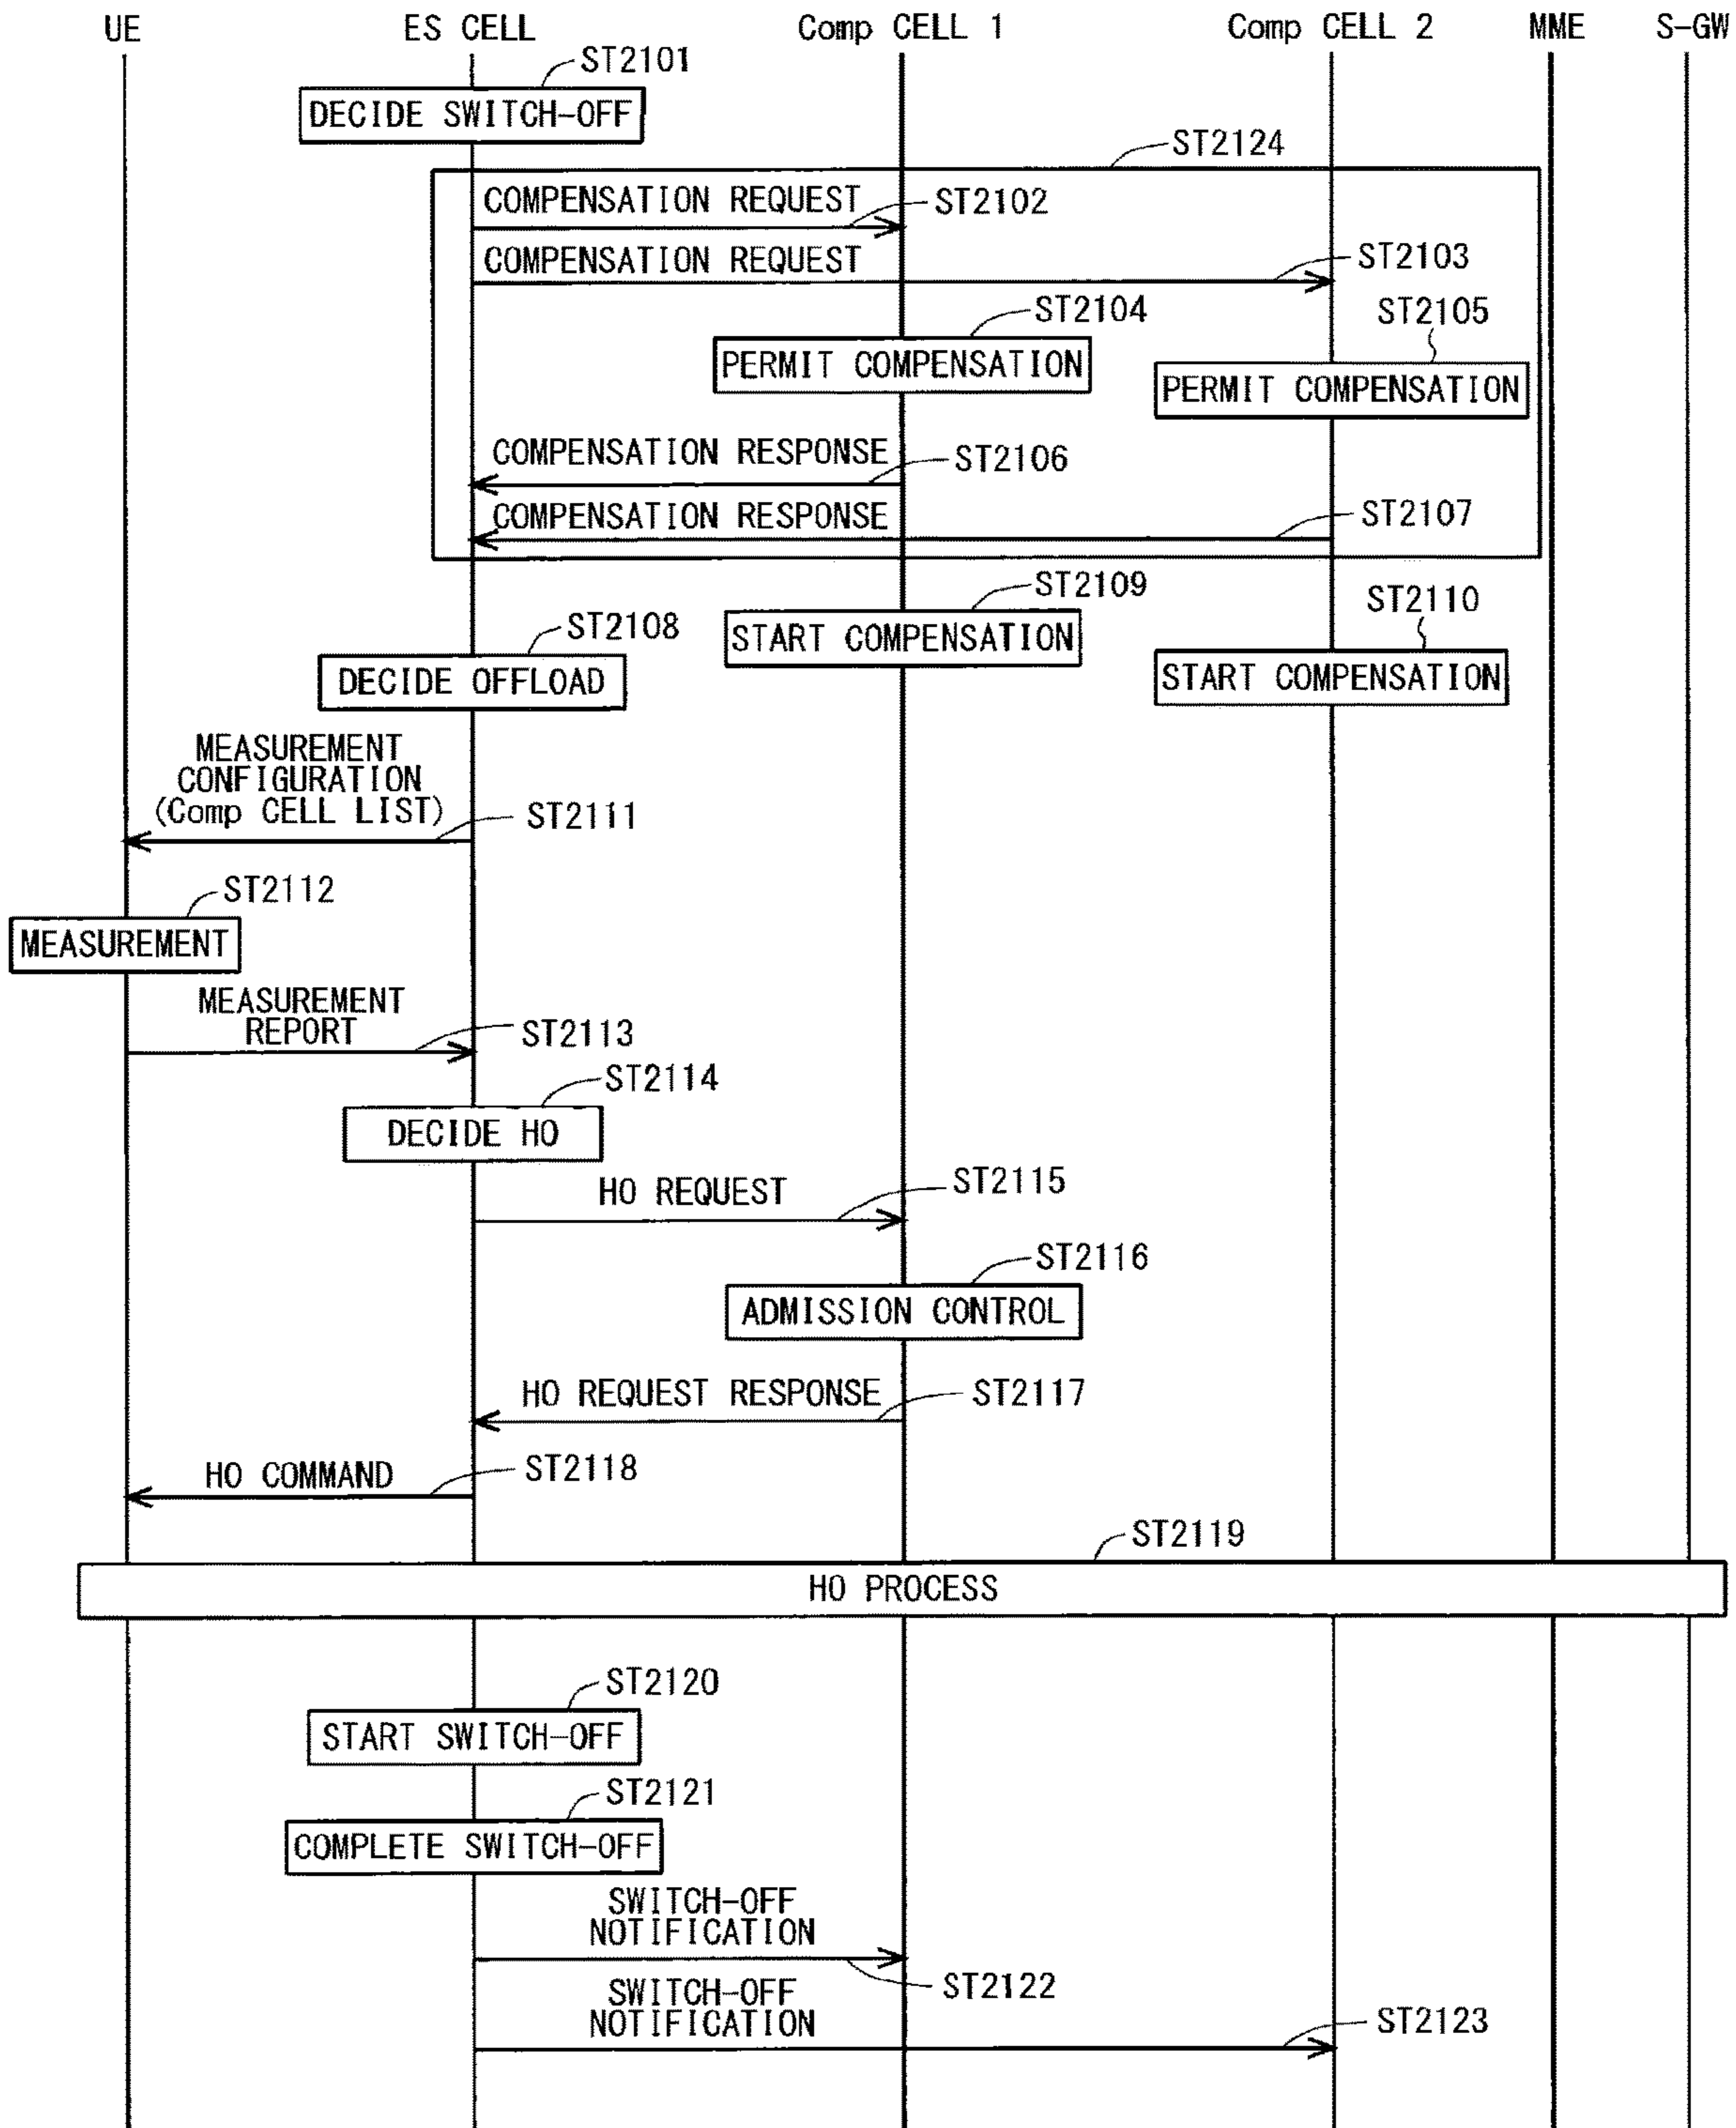 UE
ES CELL
Comp CELL 1
Comp CELL 2
MME
S-GW
ST2101
DECIDE SWITCH-OFF
ST2124
COMPENSATION REQUEST
ST2102
COMPENSATION REQUEST
ST2103
ST2104
PERMIT COMPENSATION
ST2105
PERMIT COMPENSATION
COMPENSATION RESPONSE
ST2106
COMPENSATION RESPONSE
ST2107
ST2109
START COMPENSATION
ST2110
START COMPENSATION
ST2108
DECIDE OFFLOAD
MEASUREMENT
CONFIGURATION
(Comp CELL LIST)
ST2111
ST2112
MEASUREMENT
MEASUREMENT
REPORT
ST2113
ST2114
DECIDE HO
HO REQUEST
ST2115
ST2116
ADMISSION CONTROL
HO REQUEST RESPONSE
ST2117
HO COMMAND
ST2118
ST2119
HO PROCESS
ST2120
START SWITCH-OFF
ST2121
COMPLETE SWITCH-OFF
SWITCH-OFF
NOTIFICATION
ST2122
SWITCH-OFF
NOTIFICATION
ST2123